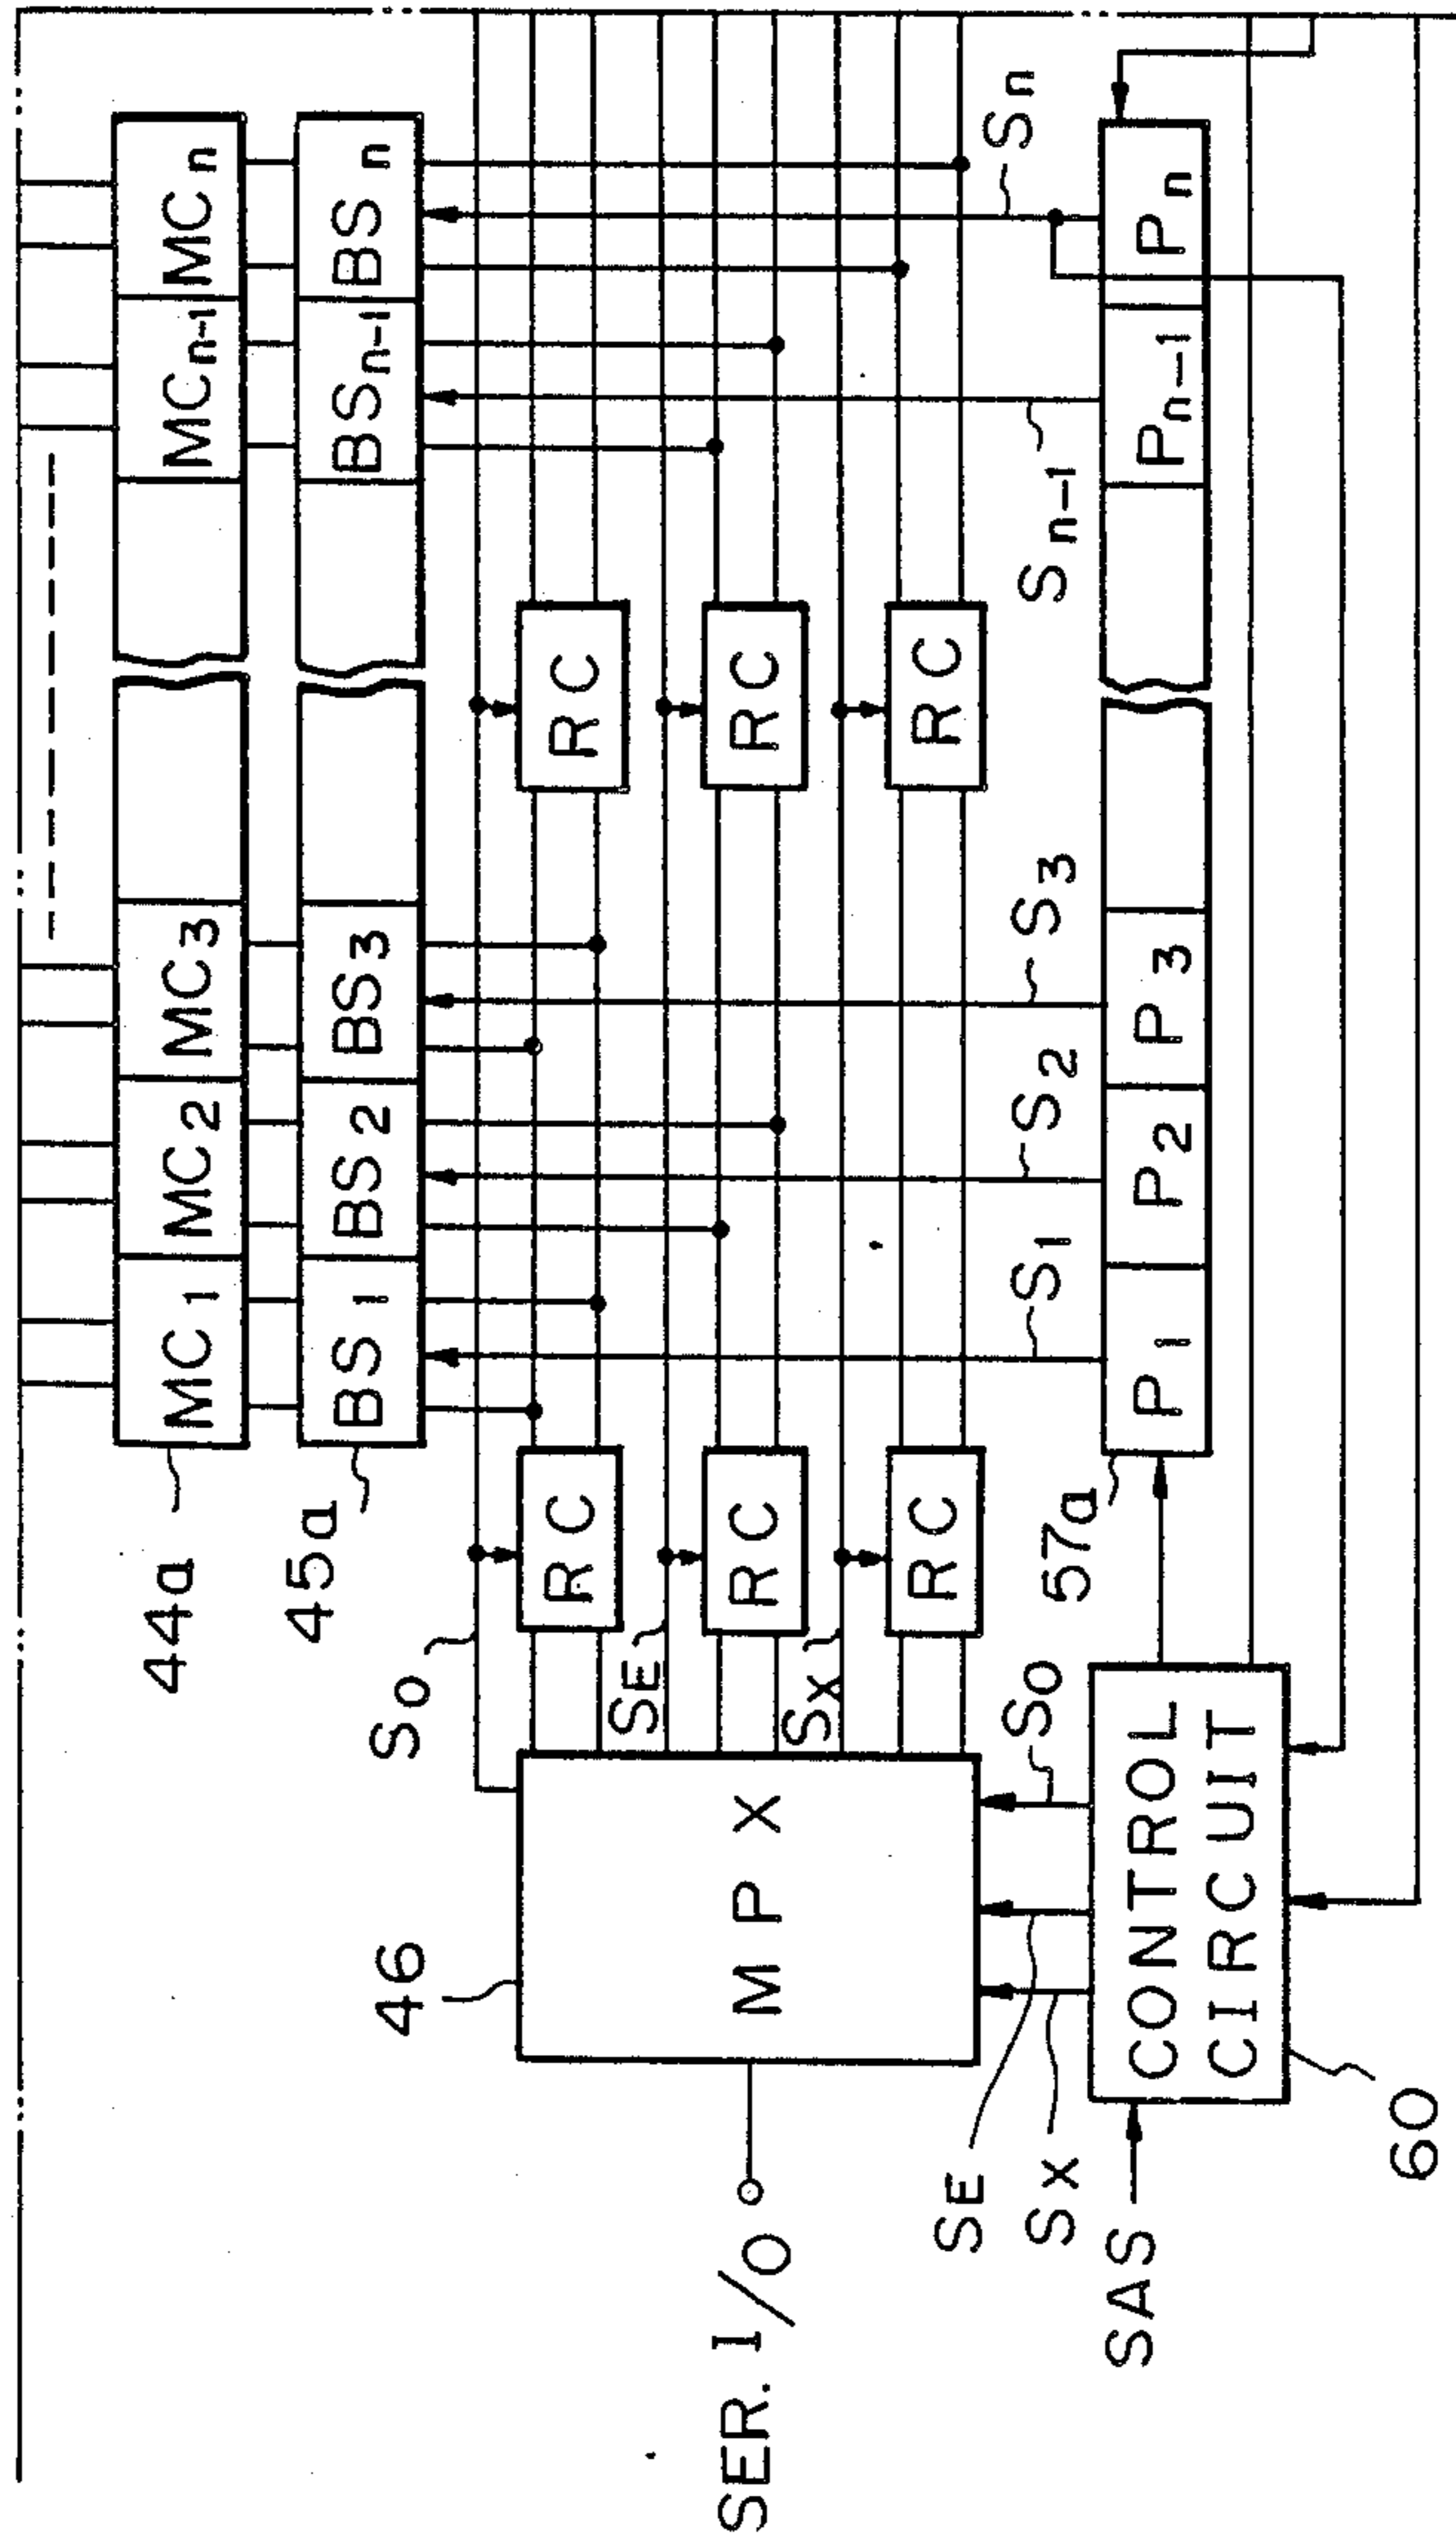 44a
MC1
MC2
MC3
MCn-1
MCn
45a
BS1
BS2
BS3
BSn-1
BSn
SO
RC
RC
SE
RC
RC
SX
RC
RC
46
MPX
SER. I/O
S1
S2
S3
Sn-1
Sn
57a
P1
P2
P3
Pn-1
Pn
SE
SX
SO
SAS
CONTROL
CIRCUIT
60